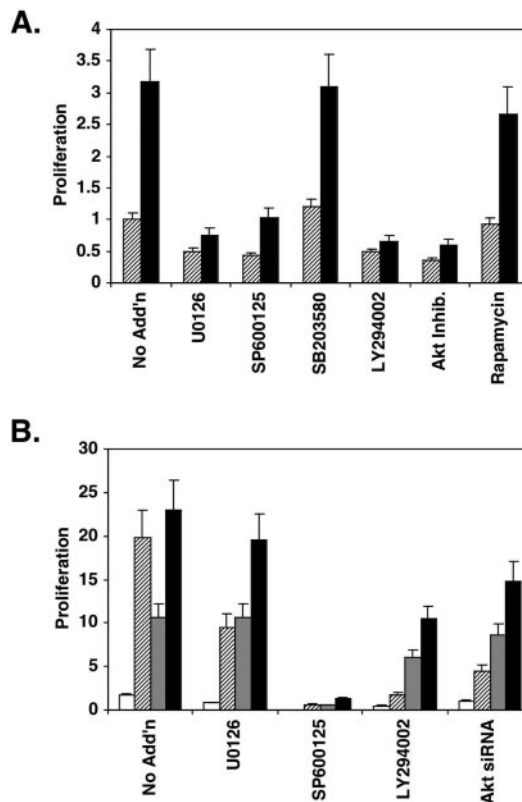 A.
4
3.5
3
2.5
2
1.5
1
0.5
0
Proliferation
No Add'n
U0126
SP600125
SB203580
LY294002
Akt Inhib.
Rapamycin
B.
30
25
20
15
10
5
0
Proliferation
No Add'n
U0126
SP600125
LY294002
Akt siRNA